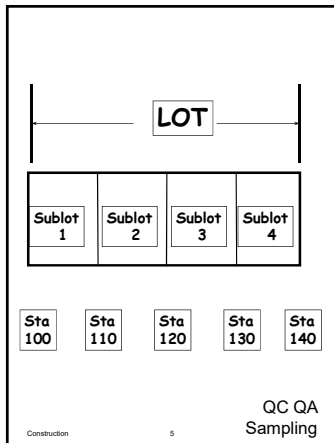 LOT
Sublot Sublot Sublot Sublot
1 2 3 4
Sta Sta Sta Sta Sta
100 110 120 130 140
QC QA
Construction 5 Sampling